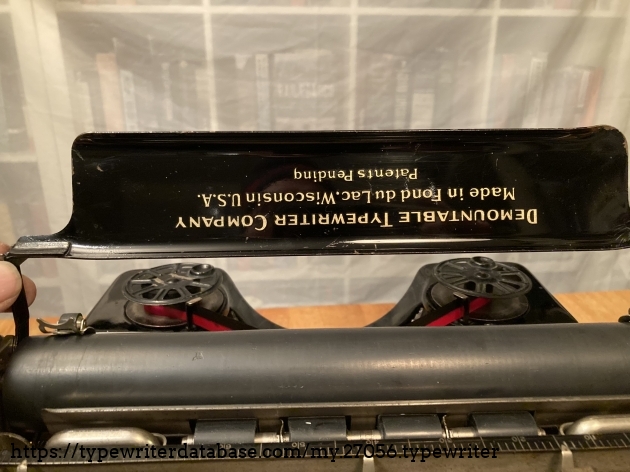 Demountable Typewriter Company
Made in Fond du Lac. Wisconsin U.S.A.
Patents Pending
https://typewriterdatabase.com/my.27056.typewriter